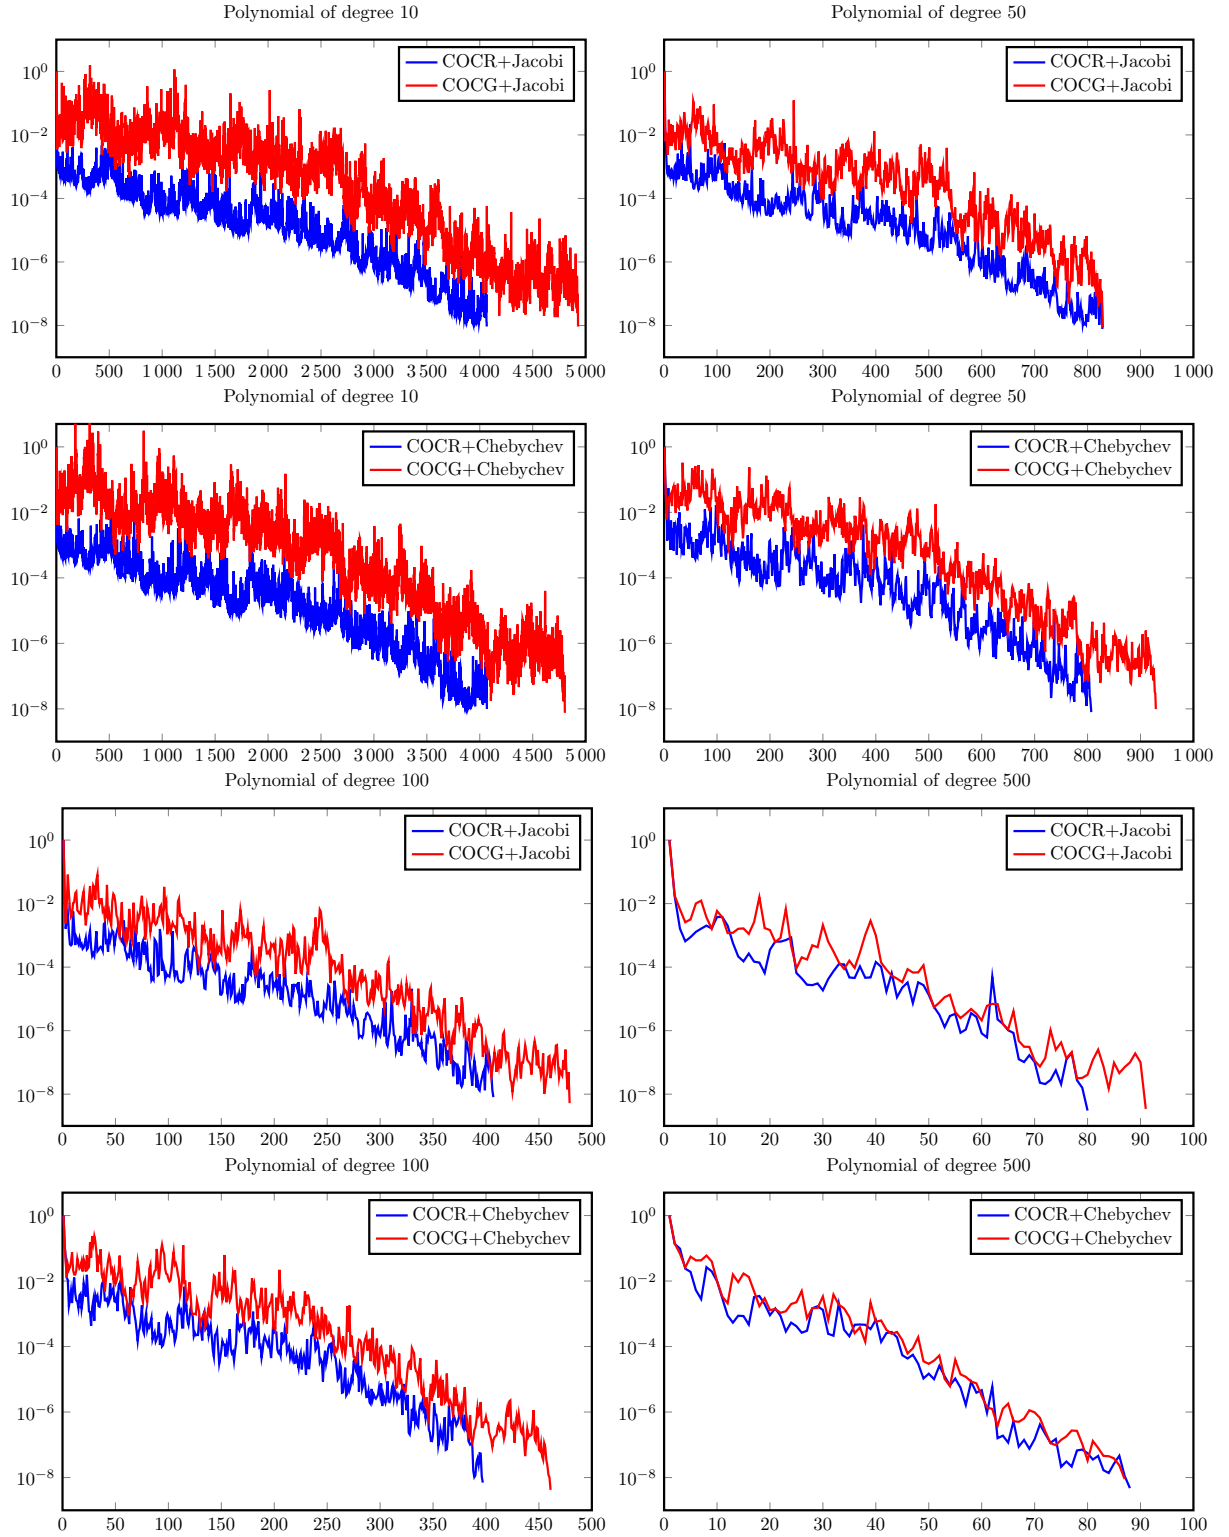 Polynomial of degree 10
Polynomial of degree 50
COCR+Jacobi
COCG+Jacobi
10^0
10^−2
10^−4
10^−6
10^−8
0 500 1 000 1 500 2 000 2 500 3 000 3 500 4 000 4 500 5 000
COCR+Jacobi
COCG+Jacobi
10^0
10^−2
10^−4
10^−6
10^−8
0 100 200 300 400 500 600 700 800 900 1 000
Polynomial of degree 10
Polynomial of degree 50
COCR+Chebychev
COCG+Chebychev
10^0
10^−2
10^−4
10^−6
10^−8
0 500 1 000 1 500 2 000 2 500 3 000 3 500 4 000 4 500 5 000
COCR+Chebychev
COCG+Chebychev
10^0
10^−2
10^−4
10^−6
10^−8
0 100 200 300 400 500 600 700 800 900 1 000
Polynomial of degree 100
Polynomial of degree 500
COCR+Jacobi
COCG+Jacobi
10^0
10^−2
10^−4
10^−6
10^−8
0 50 100 150 200 250 300 350 400 450 500
COCR+Jacobi
COCG+Jacobi
10^0
10^−2
10^−4
10^−6
10^−8
0 10 20 30 40 50 60 70 80 90 100
Polynomial of degree 100
Polynomial of degree 500
COCR+Chebychev
COCG+Chebychev
10^0
10^−2
10^−4
10^−6
10^−8
0 50 100 150 200 250 300 350 400 450 500
COCR+Chebychev
COCG+Chebychev
10^0
10^−2
10^−4
10^−6
10^−8
0 10 20 30 40 50 60 70 80 90 100